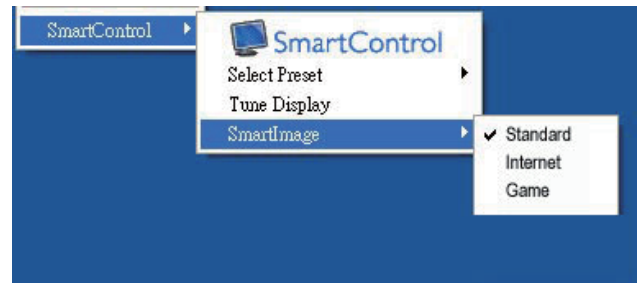 SmartControl
SmartControl
Select Preset
Tune Display
SmartImage
Standard
Internet
Game